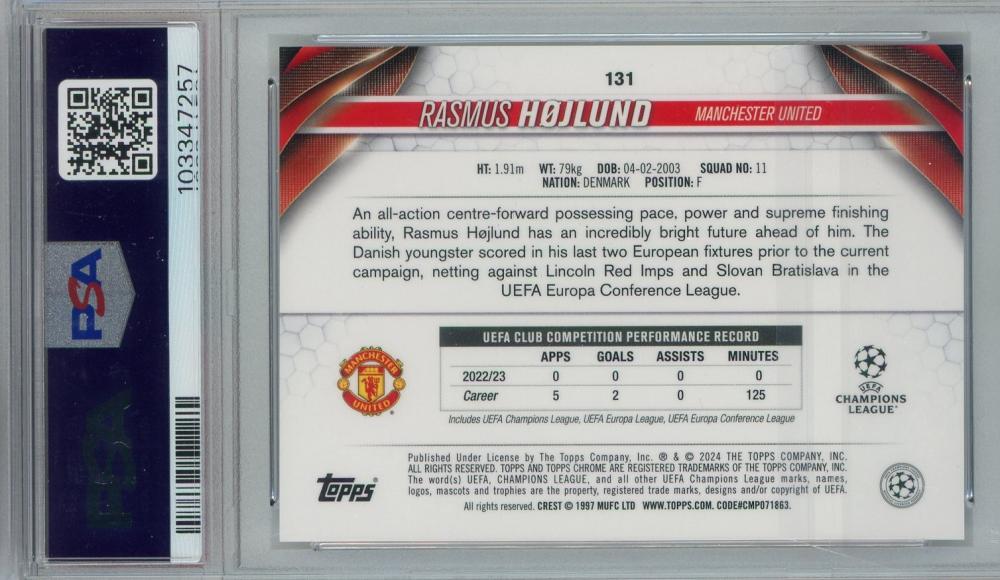 103347257
PSA
PSA
131
RASMUS HØJLUND MANCHESTER UNITED
HT: 1.91m WT: 79kg DOB: 04-02-2003 SQUAD NO: 11
NATION: DENMARK POSITION: F
An all-action centre-forward possessing pace, power and supreme finishing
ability, Rasmus Højlund has an incredibly bright future ahead of him. The
Danish youngster scored in his last two European fixtures prior to the current
campaign, netting against Lincoln Red Imps and Slovan Bratislava in the
UEFA Europa Conference League.
UEFA CLUB COMPETITION PERFORMANCE RECORD
APPS GOALS ASSISTS MINUTES
2022/23 0 0 0 0
Career 5 2 0 125
Includes UEFA Champions League, UEFA Europa League, UEFA Europa Conference League
MANCHESTER
UNITED
UEFA
CHAMPIONS
LEAGUE
Topps
Published Under License by The Topps Company, Inc. ® & © 2024 THE TOPPS COMPANY, INC.
ALL RIGHTS RESERVED. TOPPS AND TOPPS CHROME ARE REGISTERED TRADEMARKS OF THE TOPPS COMPANY, INC.
The word(s) UEFA, CHAMPIONS LEAGUE, and all other UEFA Champions League marks, names,
logos, mascots and trophies are the property, registered trade marks, designs and/or copyright of UEFA.
All rights reserved. CREST © 1997 MUFC LTD WWW.TOPPS.COM. CODE#CMP071863.